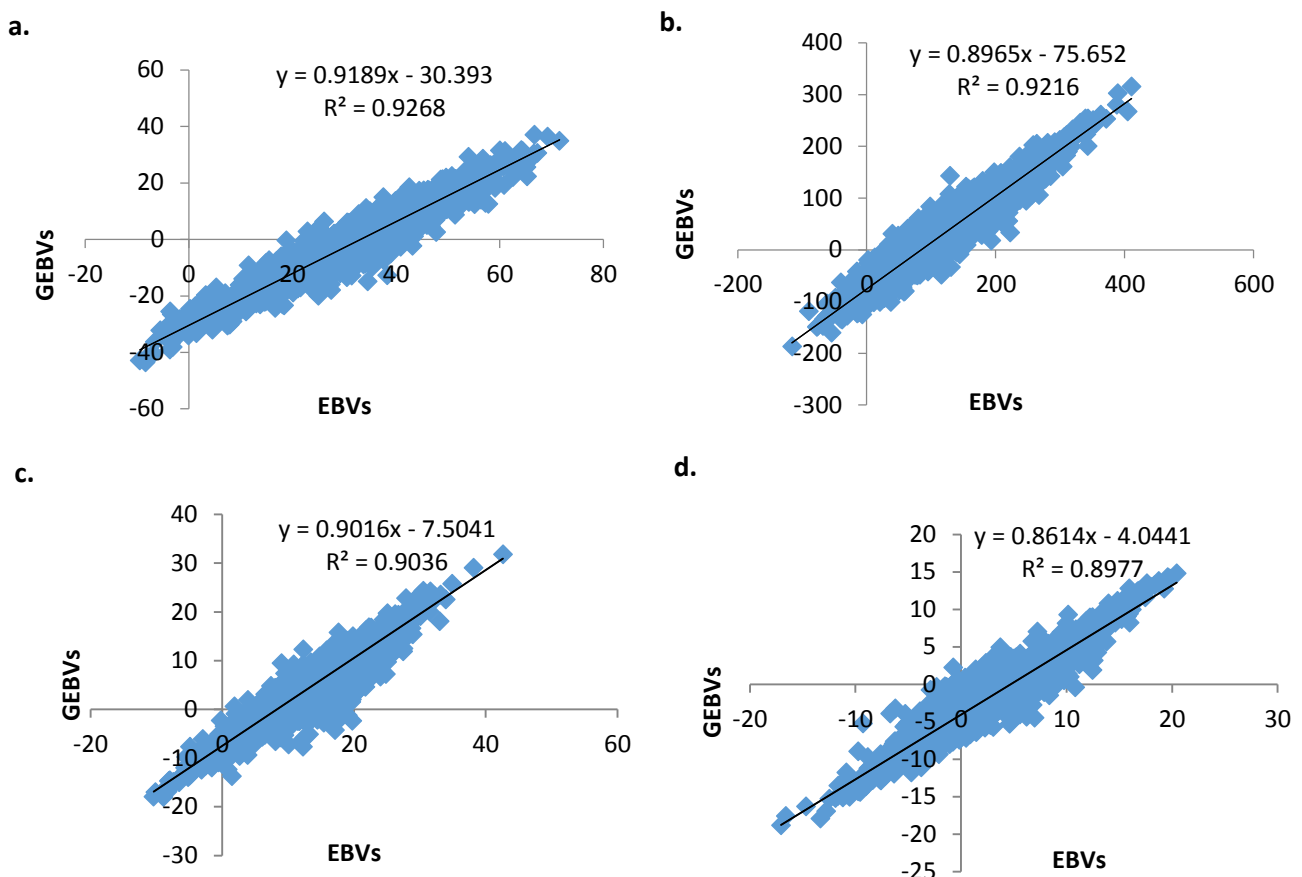 a.
y = 0.9189x - 30.393
R² = 0.9268
60
40
20
0
-20
-40
-60
-20
0
20
40
60
80
GEBVs
EBVs
b.
y = 0.8965x - 75.652
R² = 0.9216
400
300
200
100
0
-100
-200
-300
-200
0
200
400
600
GEBVs
EBVs
c.
y = 0.9016x - 7.5041
R² = 0.9036
40
30
20
10
0
-10
-20
-30
-20
0
20
40
60
GEBVs
EBVs
d.
y = 0.8614x - 4.0441
R² = 0.8977
20
15
10
5
0
-5
-10
-15
-20
-25
-20
-10
0
10
20
30
GEBVs
EBVs